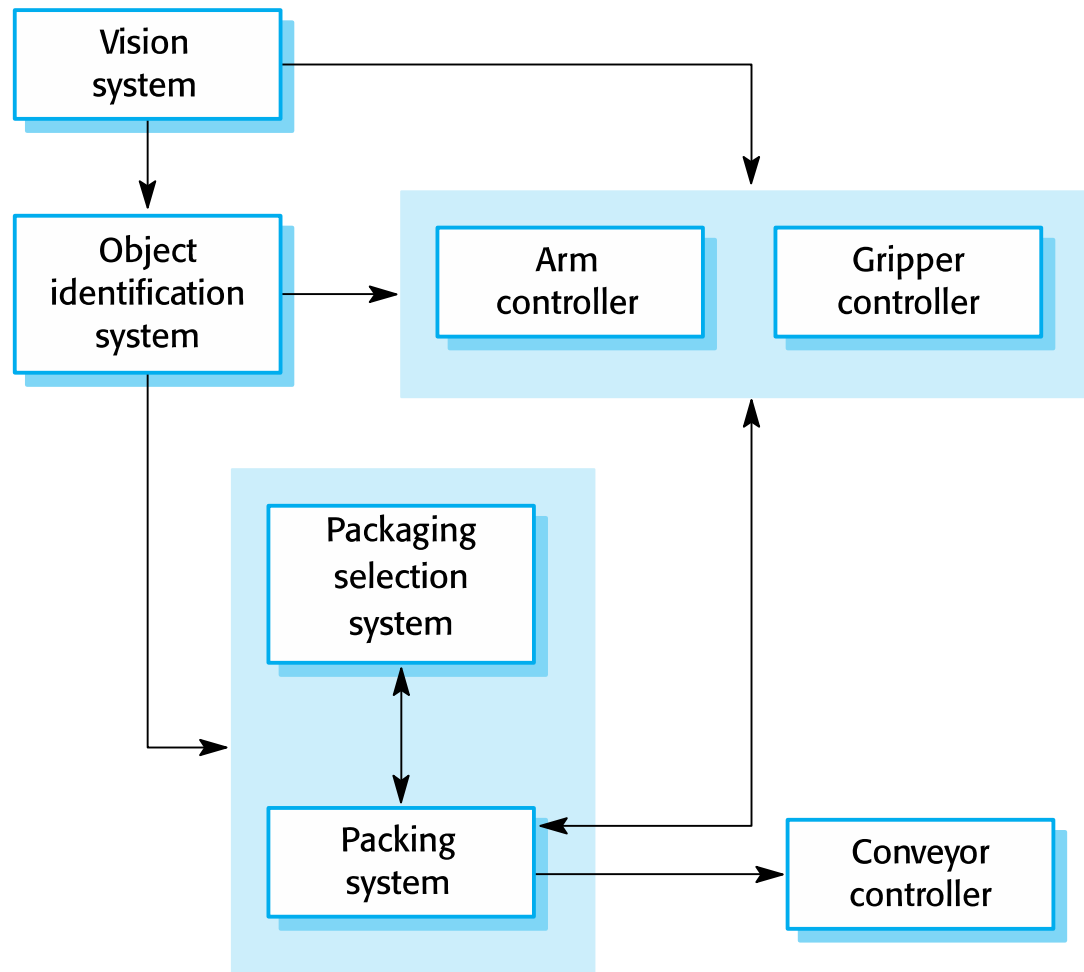 Vision
system
Object
identification
system
Arm
controller
Gripper
controller
Packaging
selection
system
Packing
system
Conveyor
controller